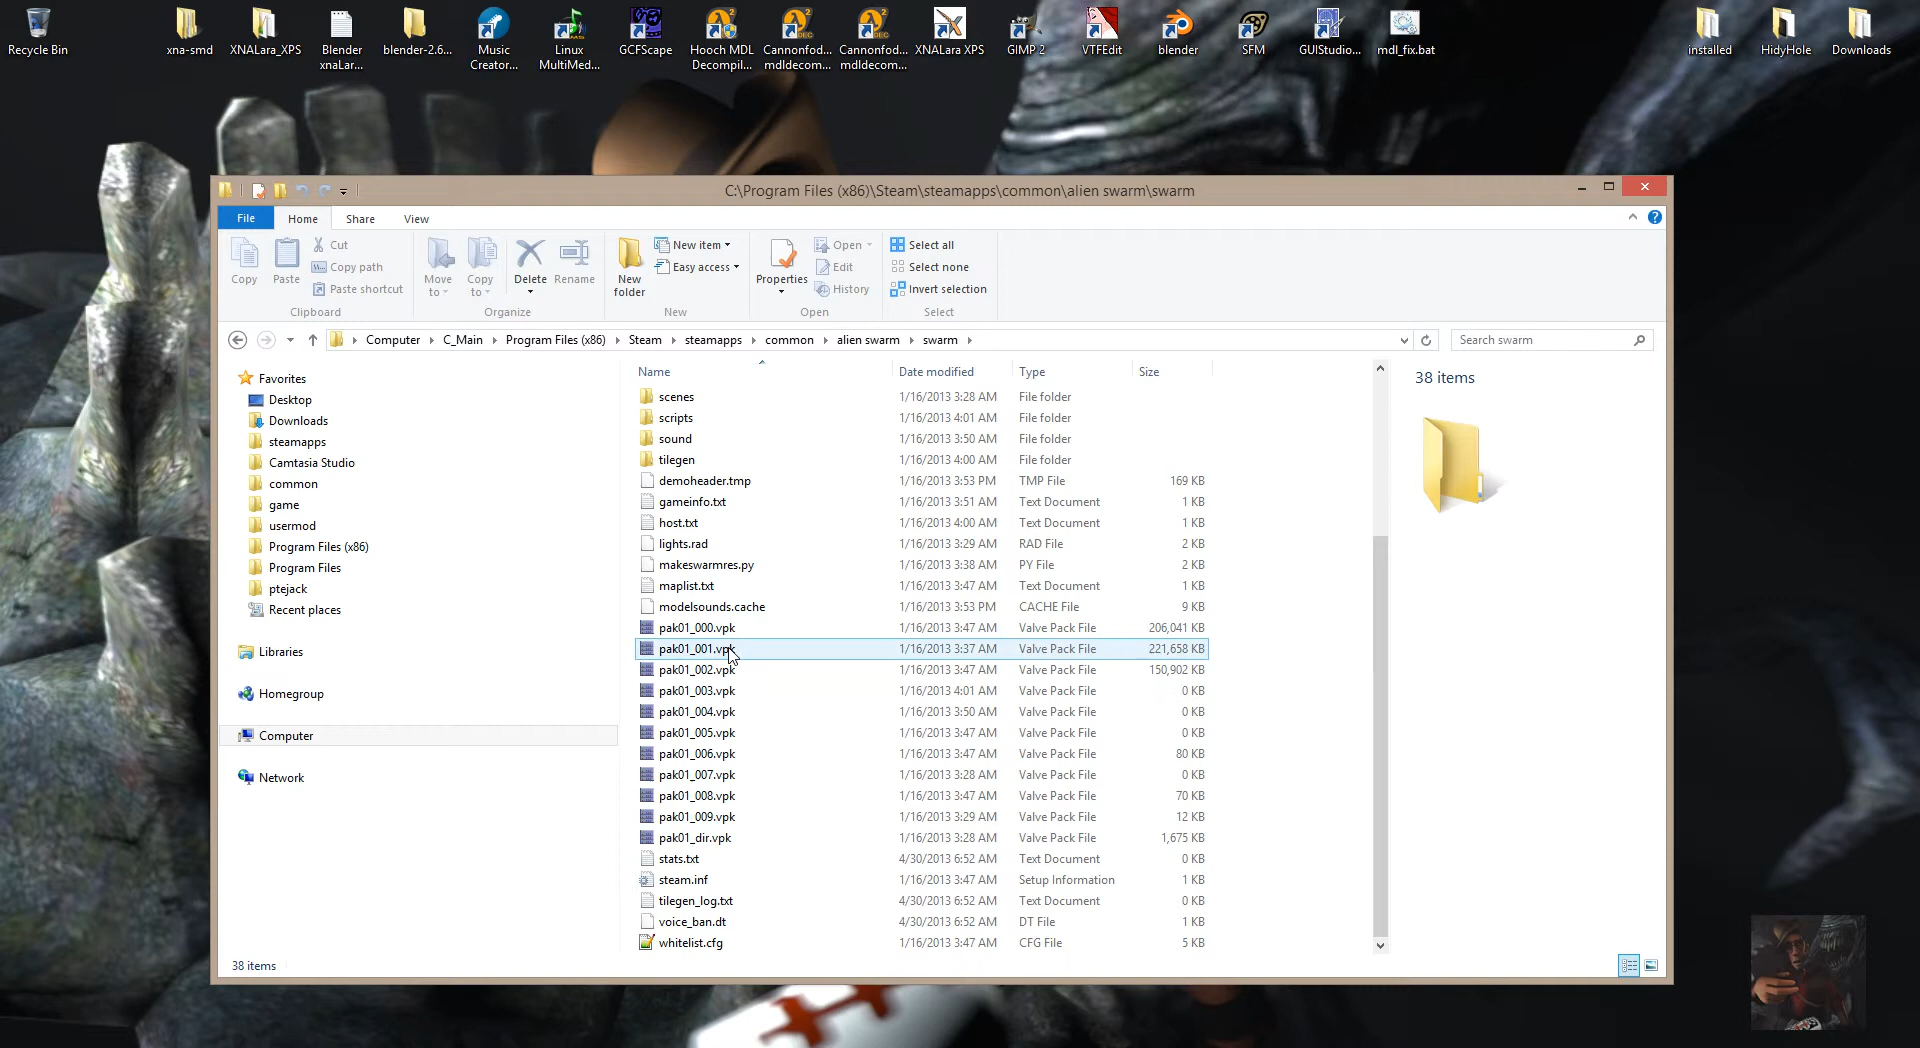 Recycle Bin
xna-smd
XNALara_XPS
Blender xnaLar...
blender-2.6...
Music Creator...
Linux MultiMed...
GCFScape
Hooch MDL Decompil...
Cannonfod... mdldecom...
Cannonfod... mdldecom...
XNALara XPS
GIMP 2
VTFEdit
blender
SFM
GUIStudio...
mdl_fix.bat
installed
HidyHole
Downloads
C:\Program Files (x86)\Steam\steamapps\common\alien swarm\swarm
File Home Share View
Copy
Paste
Cut
Copy path
Paste shortcut
Clipboard
Move to
Copy to
Delete
Rename
Organize
New folder
New item
Easy access
New
Properties
Open
Edit
History
Open
Select all
Select none
Invert selection
Select
Computer C_Main Program Files (x86) Steam steamapps common alien swarm swarm
Search swarm
Favorites
Desktop
Downloads
steamapps
Camtasia Studio
common
game
usermod
Program Files (x86)
Program Files
ptejack
Recent places
Libraries
Homegroup
Computer
Network
Name Date modified Type Size
scenes 1/16/2013 3:28 AM File folder
scripts 1/16/2013 4:01 AM File folder
sound 1/16/2013 3:50 AM File folder
tilegen 1/16/2013 4:00 AM File folder
demoheader.tmp 1/16/2013 3:53 PM TMP File 169 KB
gameinfo.txt 1/16/2013 3:51 AM Text Document 1 KB
host.txt 1/16/2013 4:00 AM Text Document 1 KB
lights.rad 1/16/2013 3:29 AM RAD File 2 KB
makeswarmres.py 1/16/2013 3:38 AM PY File 2 KB
maplist.txt 1/16/2013 3:47 AM Text Document 1 KB
modelsounds.cache 1/16/2013 3:53 PM CACHE File 9 KB
pak01_000.vpk 1/16/2013 3:47 AM Valve Pack File 206,041 KB
pak01_001.vpk 1/16/2013 3:37 AM Valve Pack File 221,658 KB
pak01_002.vpk 1/16/2013 3:47 AM Valve Pack File 150,902 KB
pak01_003.vpk 1/16/2013 4:01 AM Valve Pack File 0 KB
pak01_004.vpk 1/16/2013 3:50 AM Valve Pack File 0 KB
pak01_005.vpk 1/16/2013 3:47 AM Valve Pack File 0 KB
pak01_006.vpk 1/16/2013 3:47 AM Valve Pack File 80 KB
pak01_007.vpk 1/16/2013 3:28 AM Valve Pack File 0 KB
pak01_008.vpk 1/16/2013 3:47 AM Valve Pack File 70 KB
pak01_009.vpk 1/16/2013 3:29 AM Valve Pack File 12 KB
pak01_dir.vpk 1/16/2013 3:28 AM Valve Pack File 1,675 KB
stats.txt 4/30/2013 6:52 AM Text Document 0 KB
steam.inf 1/16/2013 3:47 AM Setup Information 1 KB
tilegen_log.txt 4/30/2013 6:52 AM Text Document 0 KB
voice_ban.dt 4/30/2013 6:52 AM DT File 1 KB
whitelist.cfg 1/16/2013 3:47 AM CFG File 5 KB
38 items
38 items